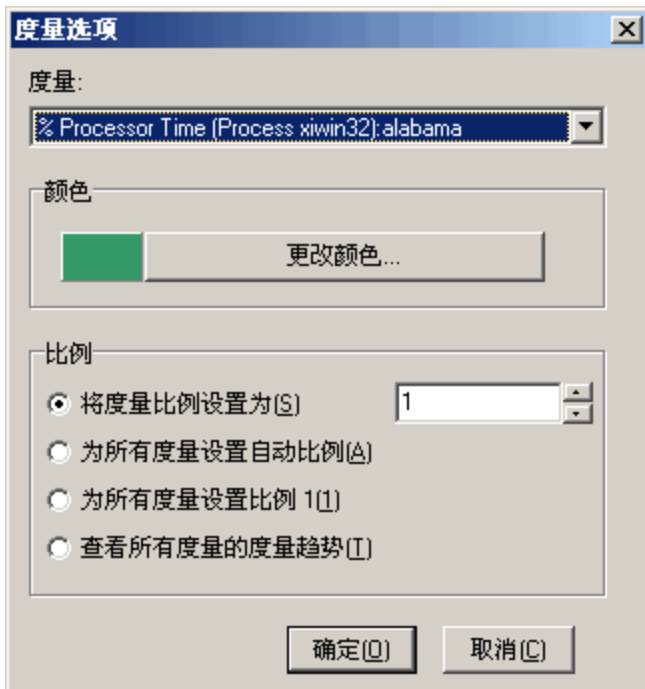 度量选项
度量:
% Processor Time (Process xiwin32):alabama
颜色
更改颜色...
比例
将度量比例设置为(S) 1
为所有度量设置自动比例(A)
为所有度量设置比例 1(1)
查看所有度量的度量趋势(T)
确定(O) 取消(C)